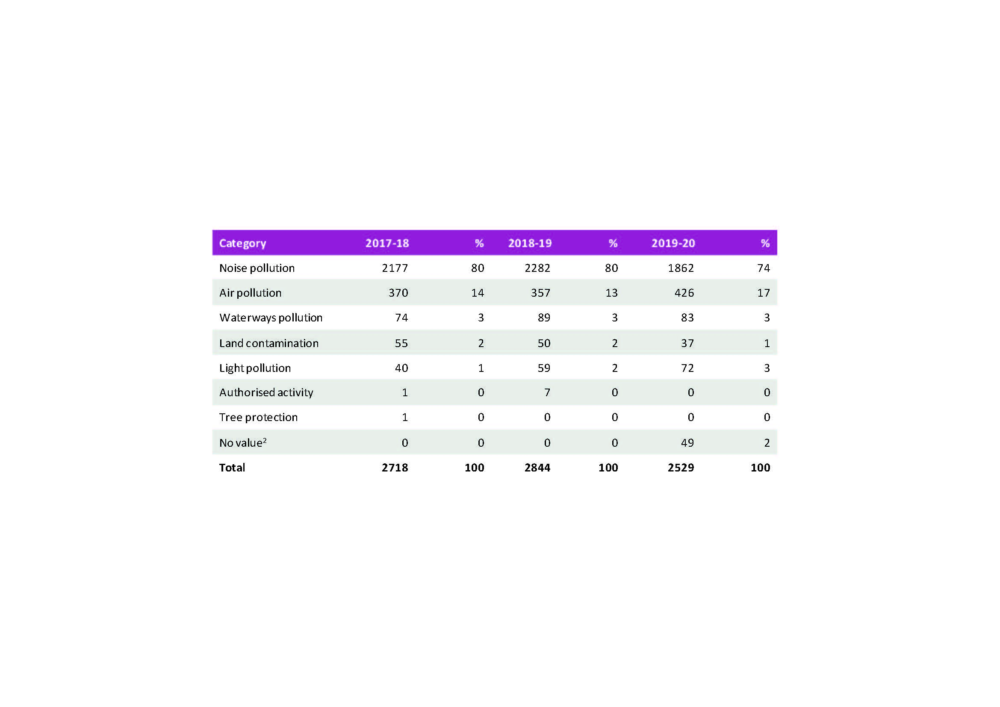 Category 2017-18 % 2018-19 % 2019-20 %
Noise pollution 2177 80 2282 80 1862 74
Air pollution 370 14 357 13 426 17
Waterways pollution 74 3 89 3 83 3
Land contamination 55 2 50 2 37 1
Light pollution 40 1 59 2 72 3
Authorised activity 1 0 7 0 0 0
Tree protection 1 0 0 0 0 0
No value² 0 0 0 0 49 2
Total 2718 100 2844 100 2529 100